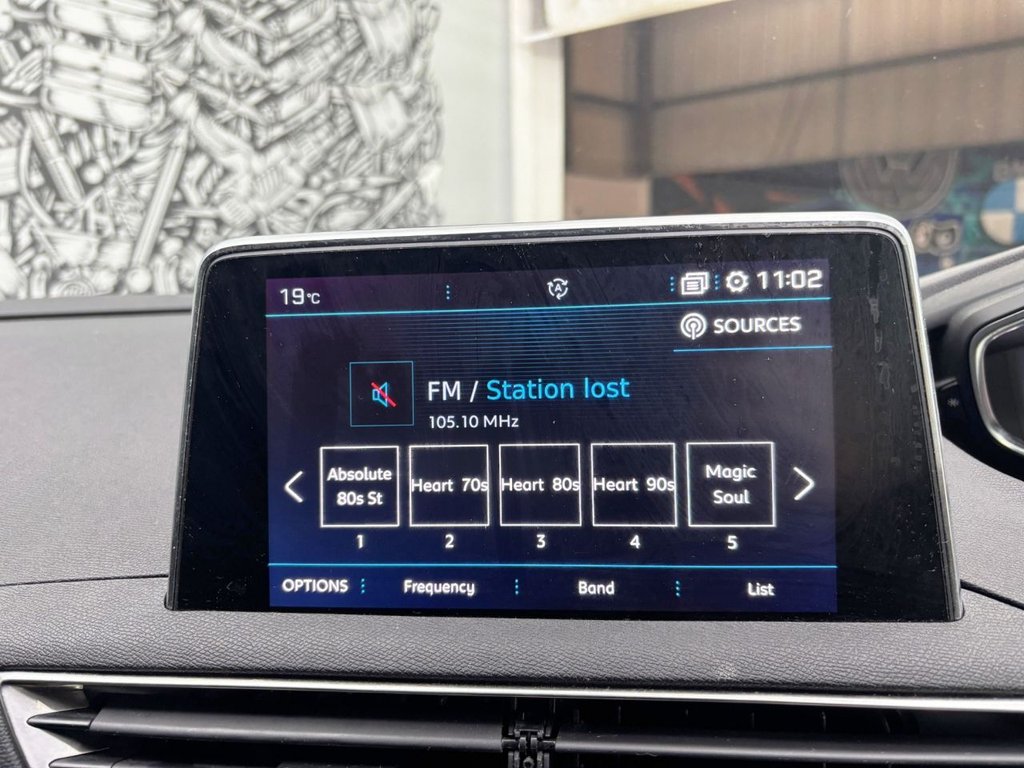 19°C
11:02
SOURCES
FM / Station lost
105.10 MHz
Absolute
80s St
Heart 70s
Heart 80s
Heart 90s
Magic
Soul
1
2
3
4
5
OPTIONS
Frequency
Band
List